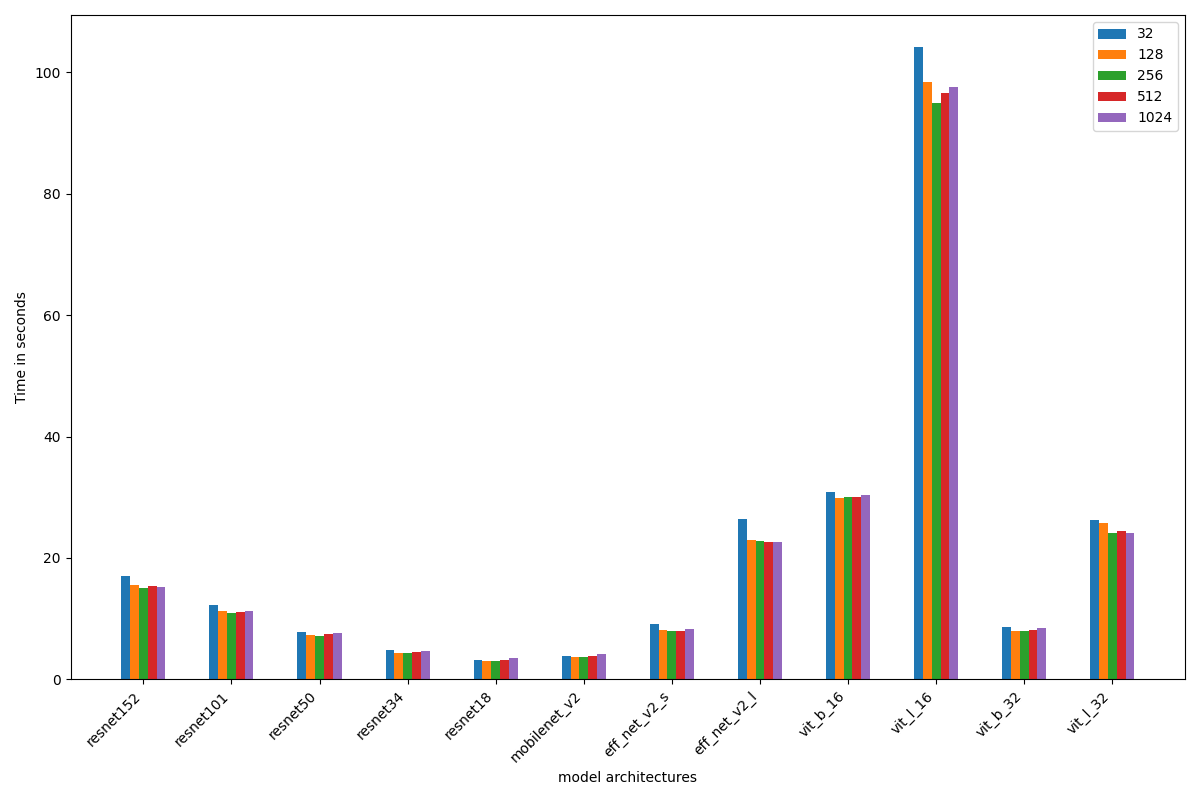 32
128
256
512
1024
100
80
60
40
20
0
Time in seconds
resnet152
resnet101
resnet50
resnet34
resnet18
mobilenet_v2
eff_net_v2_s
eff_net_v2_l
vit_b_16
vit_l_16
vit_b_32
vit_l_32
model architectures